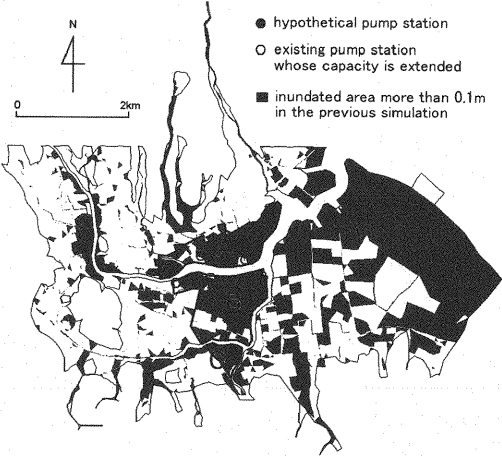 N
0 2km
hypothetical pump station
existing pump station
whose capacity is extended
inundated area more than 0.1m
in the previous simulation